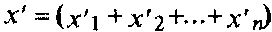 x' = (x'₁ + x'₂ + ... + x'ₙ)